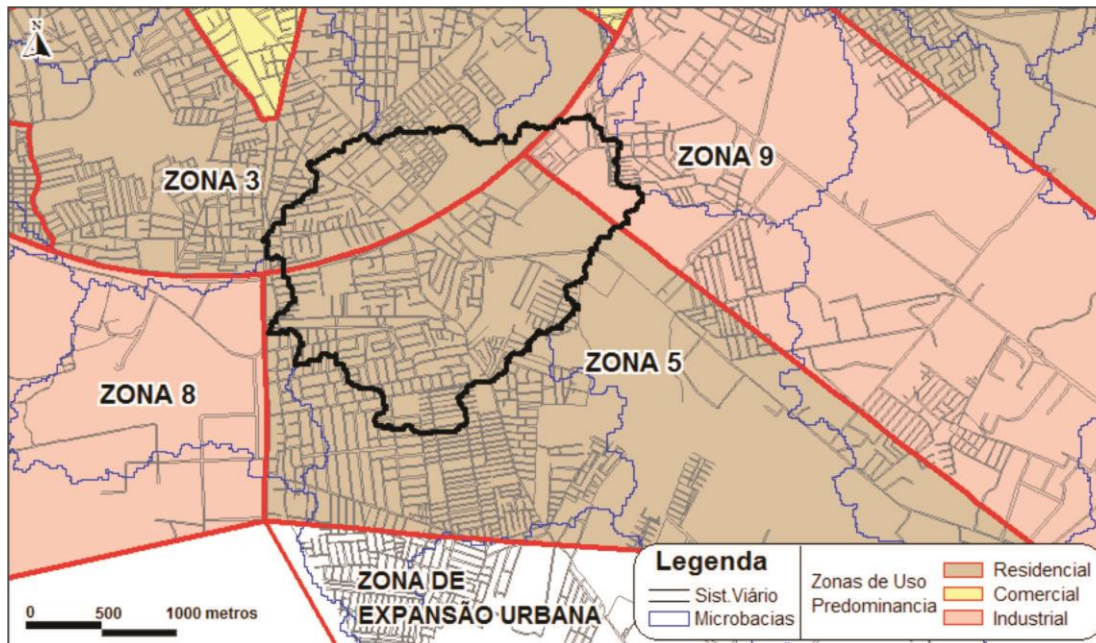 N
ZONA 3
ZONA 9
ZONA 8
ZONA 5
ZONA DE
EXPANSÃO URBANA
0 500 1000 metros
Legenda
Sist.Viário
Microbacias
Zonas de Uso
Predominancia
Residencial
Comercial
Industrial